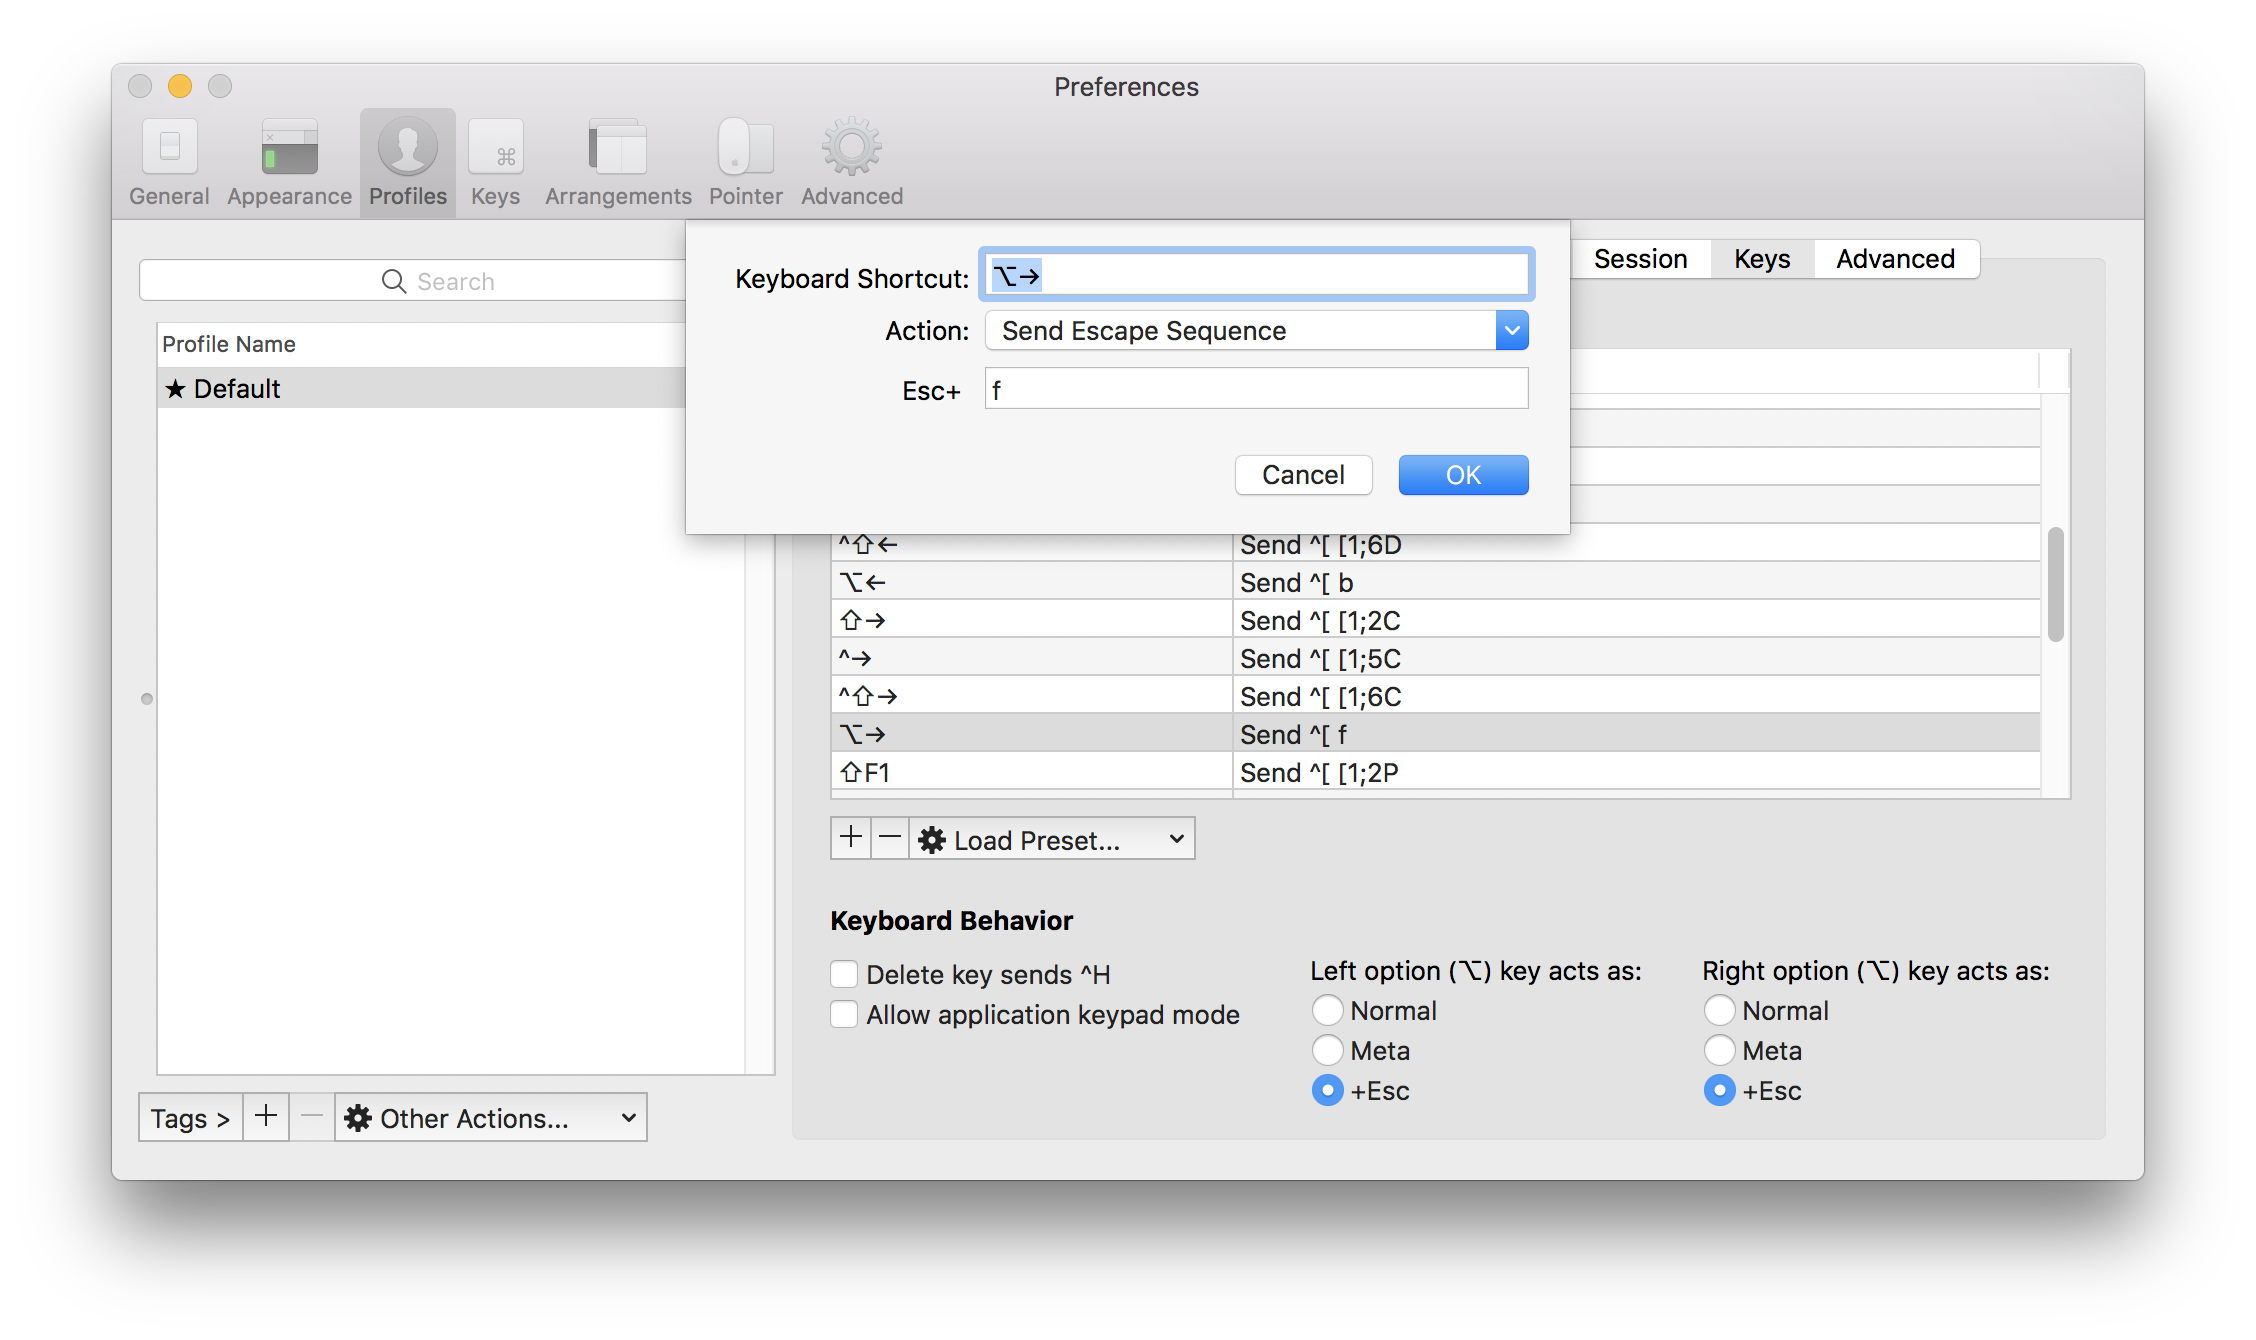 Preferences
General Appearance Profiles Keys Arrangements Pointer Advanced
Session Keys Advanced
Search
Keyboard Shortcut: ⌥→
Action: Send Escape Sequence
Esc+ f
Cancel OK
Profile Name
★ Default
^⇧← Send ^[ [1;6D
⌥← Send ^[ b
⇧→ Send ^[ [1;2C
^→ Send ^[ [1;5C
^⇧→ Send ^[ [1;6C
⌥→ Send ^[ f
⇧F1 Send ^[ [1;2P
+ − Load Preset...
Keyboard Behavior
Delete key sends ^H
Allow application keypad mode
Left option (⌥) key acts as:
Normal
Meta
+Esc
Right option (⌥) key acts as:
Normal
Meta
+Esc
Tags > + − Other Actions...